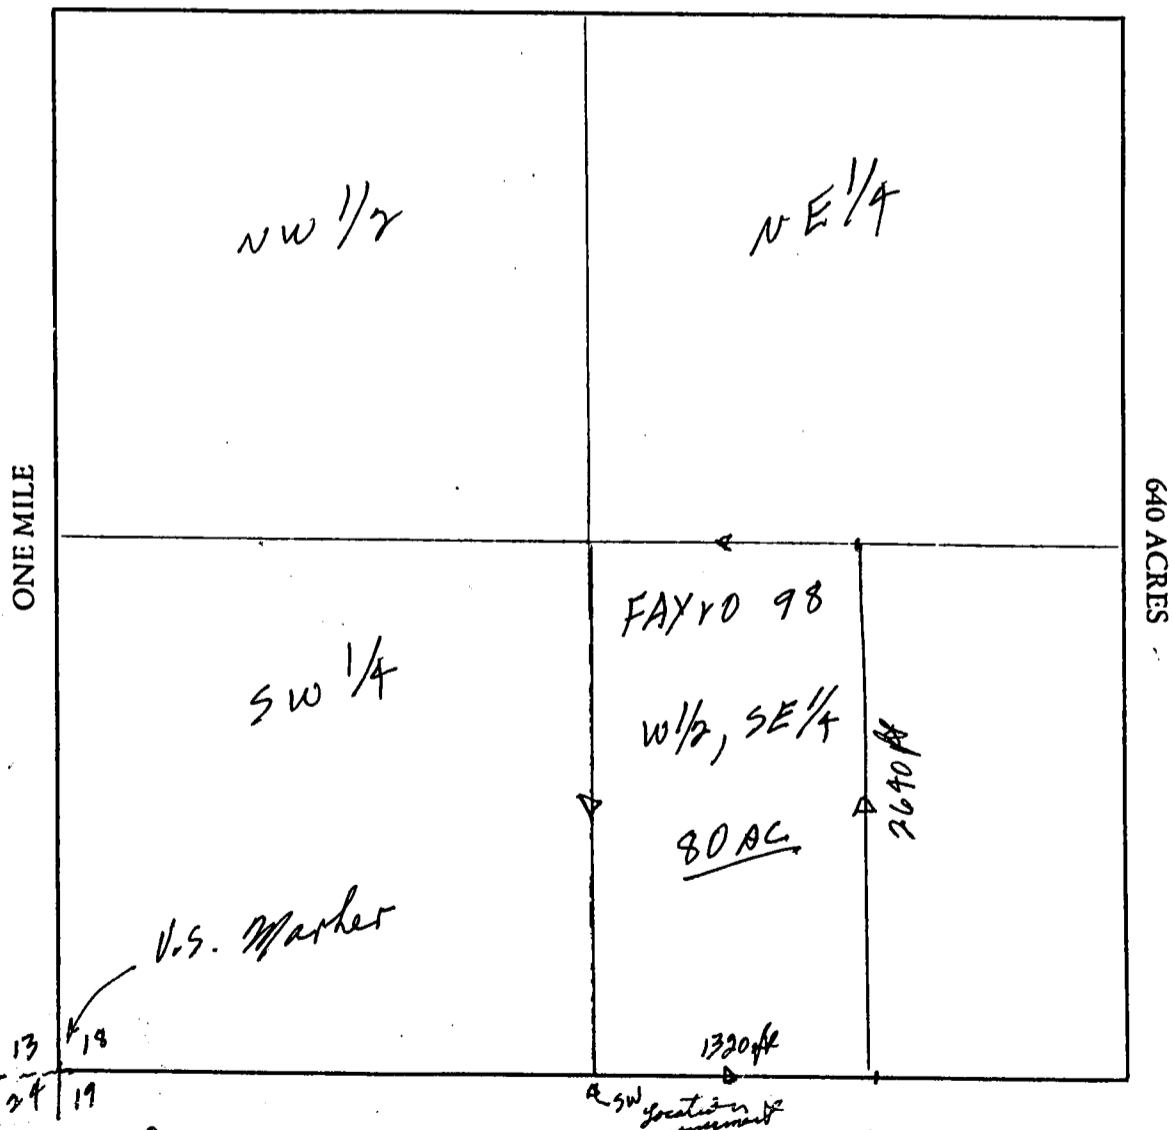 NW 1/2
NE 1/4
ONE MILE
640 ACRES
FAYRO 98
SW 1/4
W 1/2, SE 1/4
2640 ft
80 AC.
U.S. Marker
13 18
24 19
1320 ft
SW
Location